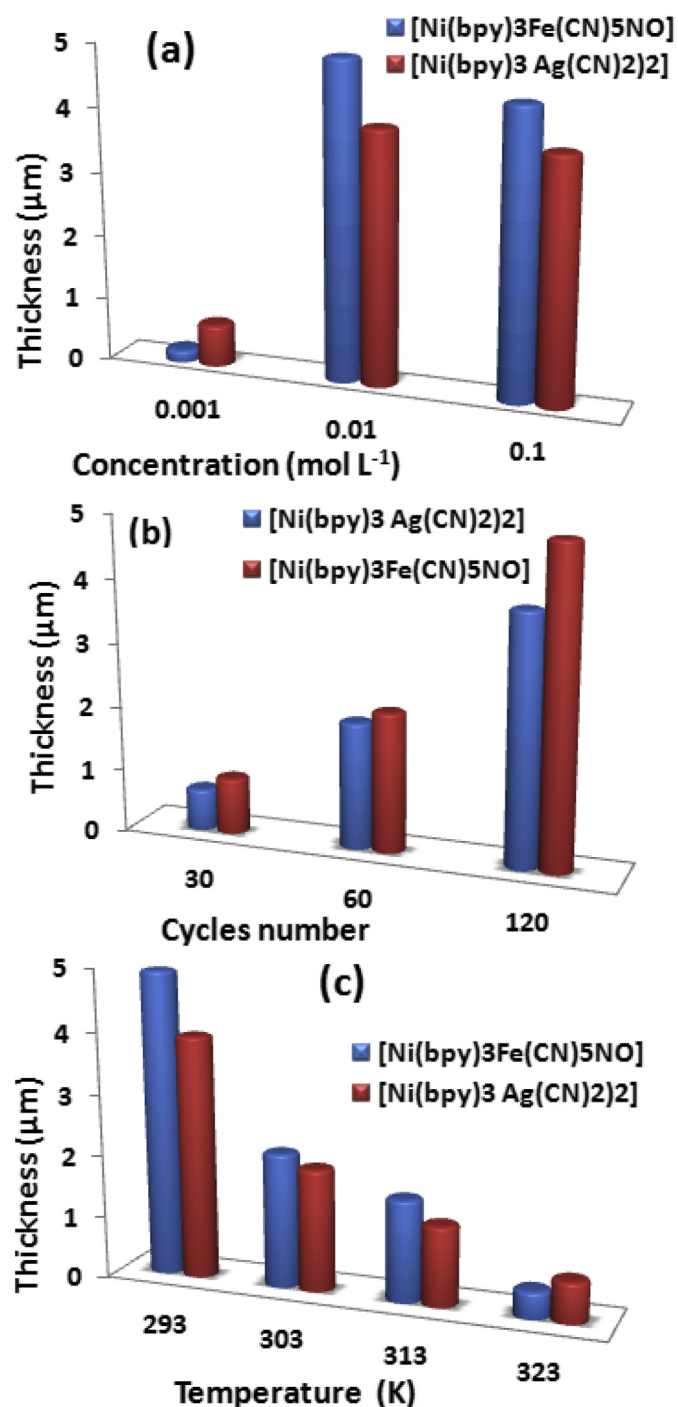 (a)
[Ni(bpy)3Fe(CN)5NO]
[Ni(bpy)3 Ag(CN)2)2]
Thickness (µm)
5
4
3
2
1
0
0.001
0.01
0.1
Concentration (mol L⁻¹)
(b)
[Ni(bpy)3 Ag(CN)2)2]
[Ni(bpy)3Fe(CN)5NO]
Thickness (µm)
5
4
3
2
1
0
30
60
120
Cycles number
(c)
[Ni(bpy)3Fe(CN)5NO]
[Ni(bpy)3 Ag(CN)2)2]
Thickness (µm)
5
4
3
2
1
0
293
303
313
323
Temperature (K)